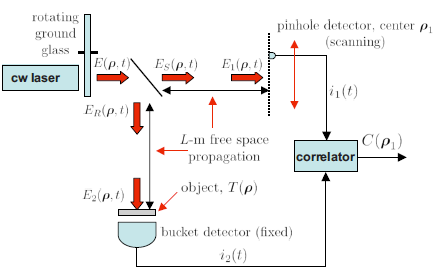 rotating
ground
glass
pinhole detector, center ρ₁
(scanning)
E(ρ, t)
E_S(ρ, t)
E₁(ρ, t)
cw laser
i₁(t)
E_R(ρ, t)
L-m free space
propagation
correlator
C(ρ₁)
E₂(ρ, t)
object, T(ρ)
bucket detector (fixed)
i₂(t)